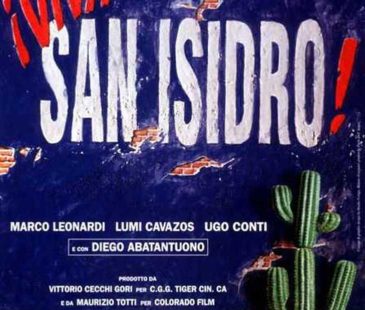 SAN ISIDRO!
MARCO LEONARDI LUMI CAVAZOS UGO CONTI
E CON DIEGO ABATANTUONO
PRODOTTO DA
VITTORIO CECCHI GORI PER C.G.G. TIGER CIN. CA
E DA MAURIZIO TOTTI PER COLORADO FILM